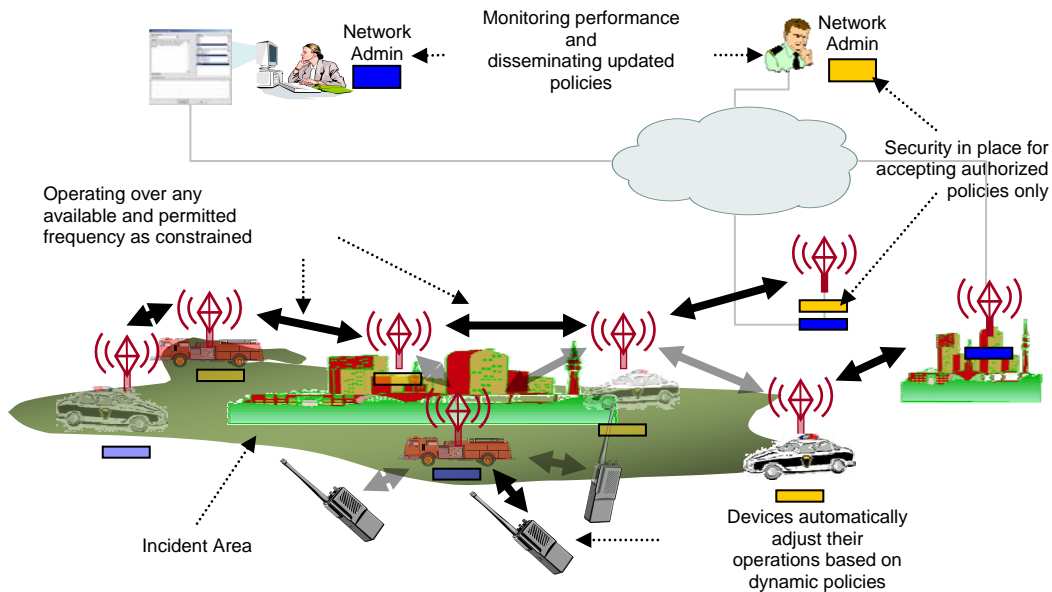 Network
Admin
Monitoring performance
and
disseminating updated
policies
Network
Admin
Security in place for
accepting authorized
policies only
Operating over any
available and permitted
frequency as constrained
Incident Area
Devices automatically
adjust their
operations based on
dynamic policies